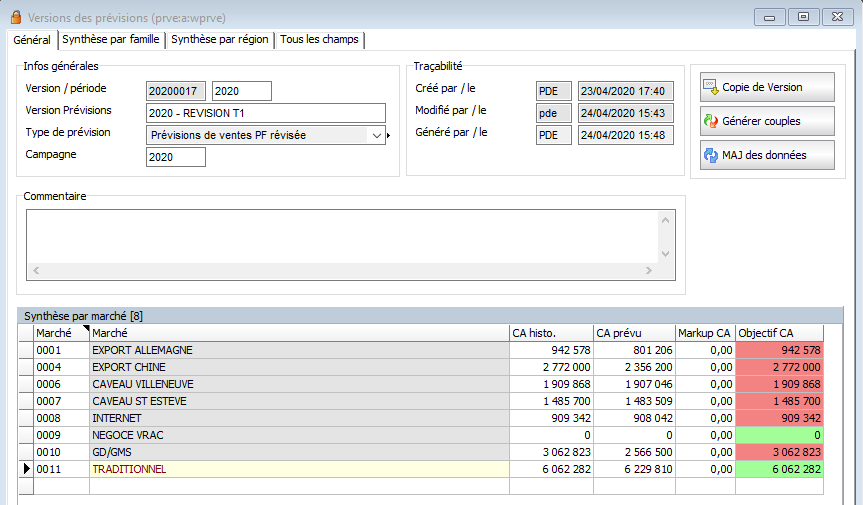 Versions des prévisions (prve:a:wprve)
Général Synthèse par famille Synthèse par région Tous les champs
Infos générales
Version / période 20200017 2020
Version Prévisions 2020 - REVISION T1
Type de prévision Prévisions de ventes PF révisée
Campagne 2020
Traçabilité
Créé par / le PDE 23/04/2020 17:40
Modifié par / le pde 24/04/2020 15:43
Généré par / le PDE 24/04/2020 15:48
Copie de Version
Générer couples
MAJ des données
Commentaire
Synthèse par marché [8]
Marché Marché CA histo. CA prévu Markup CA Objectif CA
0001 EXPORT ALLEMAGNE 942 578 801 206 0,00 942 578
0004 EXPORT CHINE 2 772 000 2 356 200 0,00 2 772 000
0006 CAVEAU VILLENEUVE 1 909 868 1 907 046 0,00 1 909 868
0007 CAVEAU ST ESTEVE 1 485 700 1 483 509 0,00 1 485 700
0008 INTERNET 909 342 908 042 0,00 909 342
0009 NEGOCE VRAC 0 0 0,00 0
0010 GD/GMS 3 062 823 2 566 500 0,00 3 062 823
0011 TRADITIONNEL 6 062 282 6 229 810 0,00 6 062 282